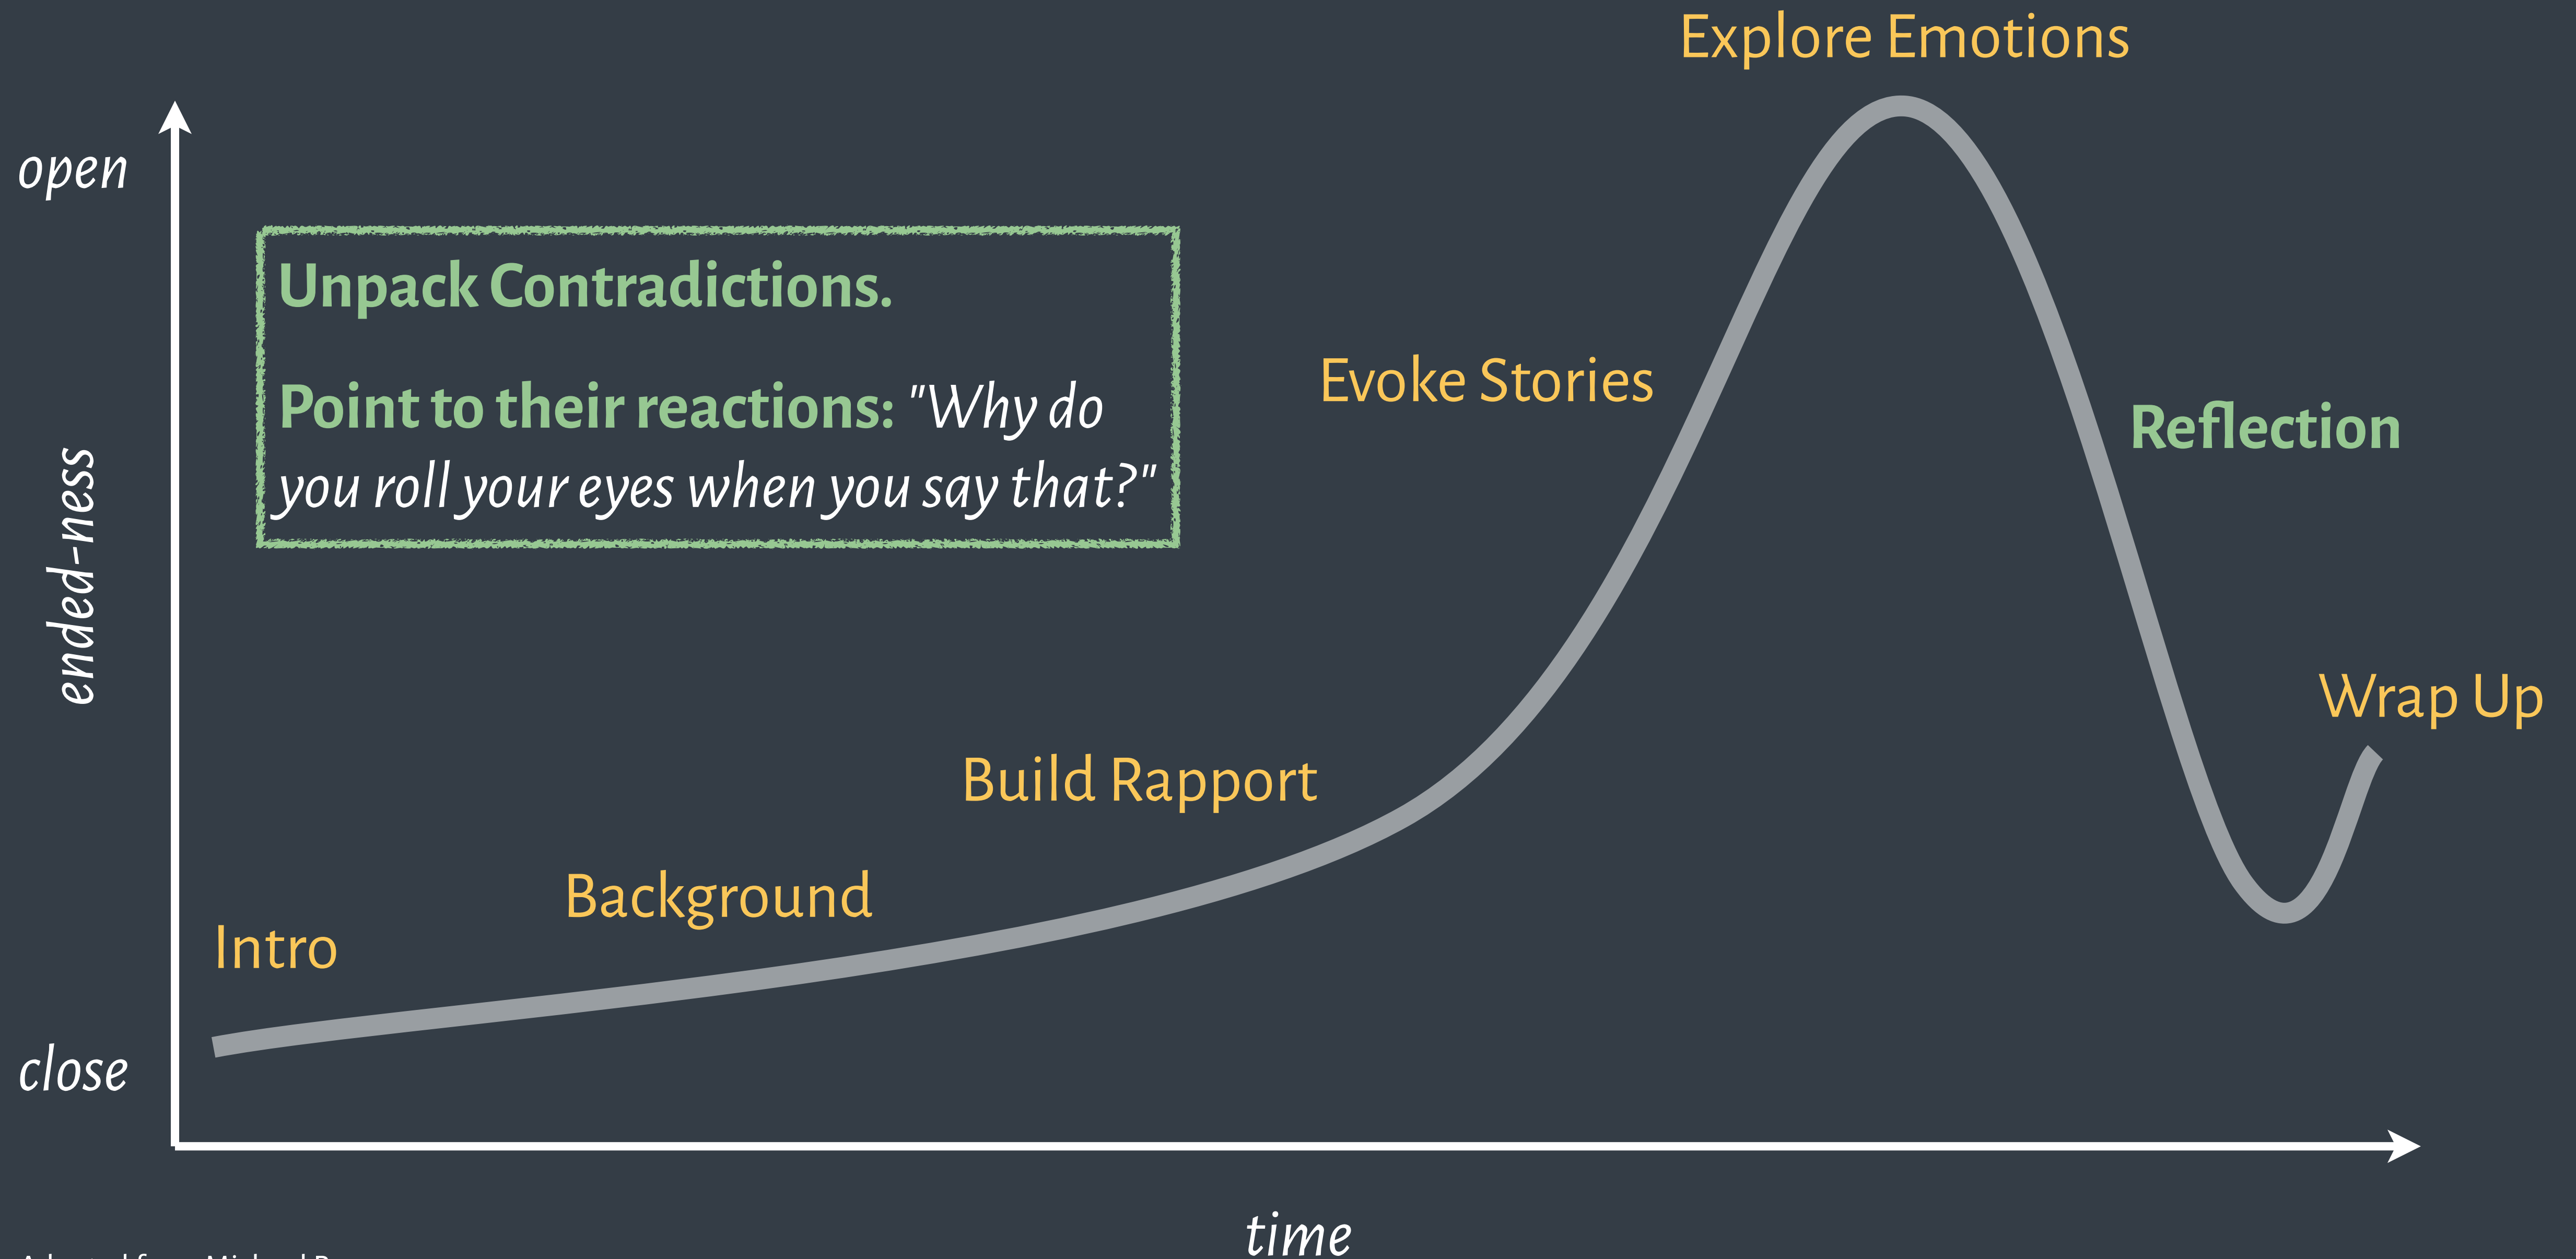 Explore Emotions
open
Unpack Contradictions.
Point to their reactions: "Why do
you roll your eyes when you say that?"
Evoke Stories
Reflection
ended-ness
Wrap Up
Build Rapport
Background
Intro
close
time